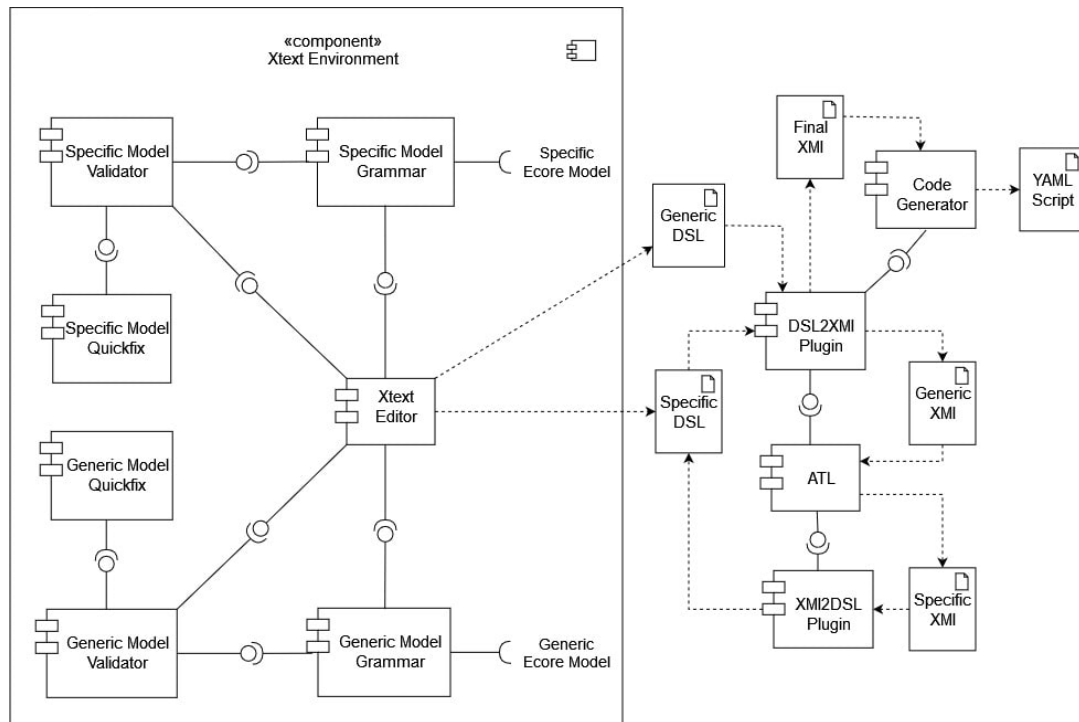 «component»
Xtext Environment
Specific Model
Validator
Specific Model
Grammar
Specific
Ecore Model
Specific Model
Quickfix
Xtext
Editor
Generic Model
Quickfix
Generic Model
Validator
Generic Model
Grammar
Generic
Ecore Model
Final
XMI
Code
Generator
YAML
Script
Generic
DSL
DSL2XMI
Plugin
Specific
DSL
Generic
XMI
ATL
XMI2DSL
Plugin
Specific
XMI